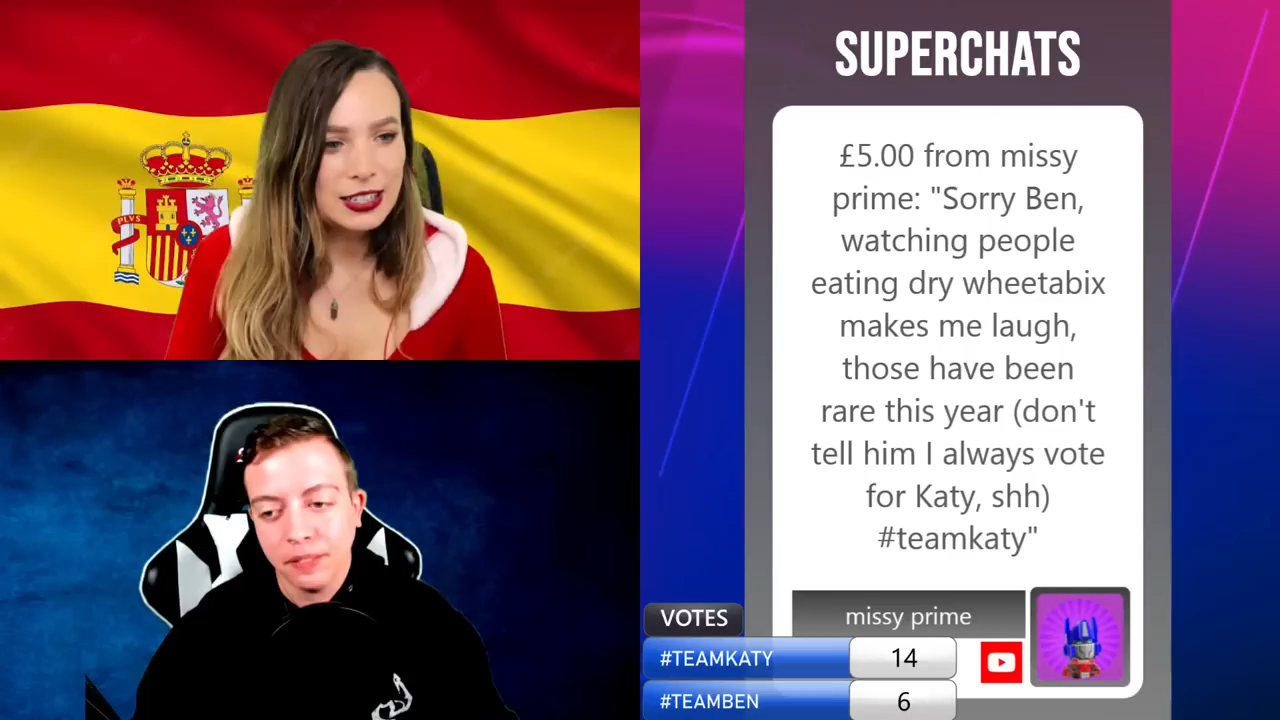 SUPERCHATS
£5.00 from missy
prime: "Sorry Ben,
watching people
eating dry wheetabix
makes me laugh,
those have been
rare this year (don't
tell him I always vote
for Katy, shh)
#teamkaty"
missy prime
VOTES
#TEAMKATY 14
#TEAMBEN 6
PLVS